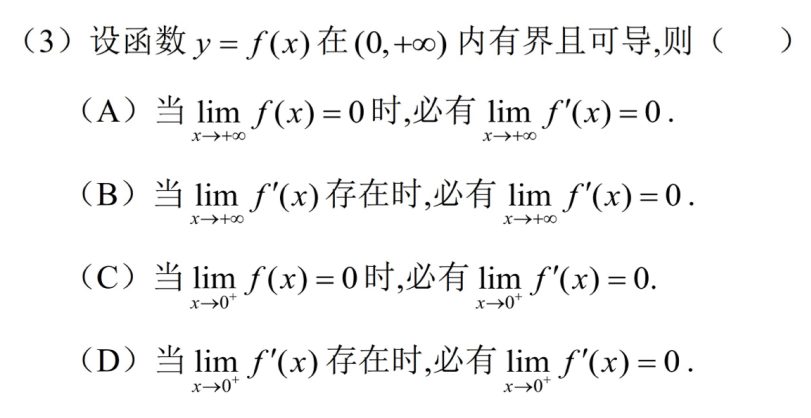 （3）设函数 y = f(x) 在 (0,+∞) 内有界且可导,则（　　）
（A）当 lim_{x→+∞} f(x) = 0 时,必有 lim_{x→+∞} f′(x) = 0 .
（B）当 lim_{x→+∞} f′(x) 存在时,必有 lim_{x→+∞} f′(x) = 0 .
（C）当 lim_{x→0⁺} f(x) = 0 时,必有 lim_{x→0⁺} f′(x) = 0.
（D）当 lim_{x→0⁺} f′(x) 存在时,必有 lim_{x→0⁺} f′(x) = 0 .